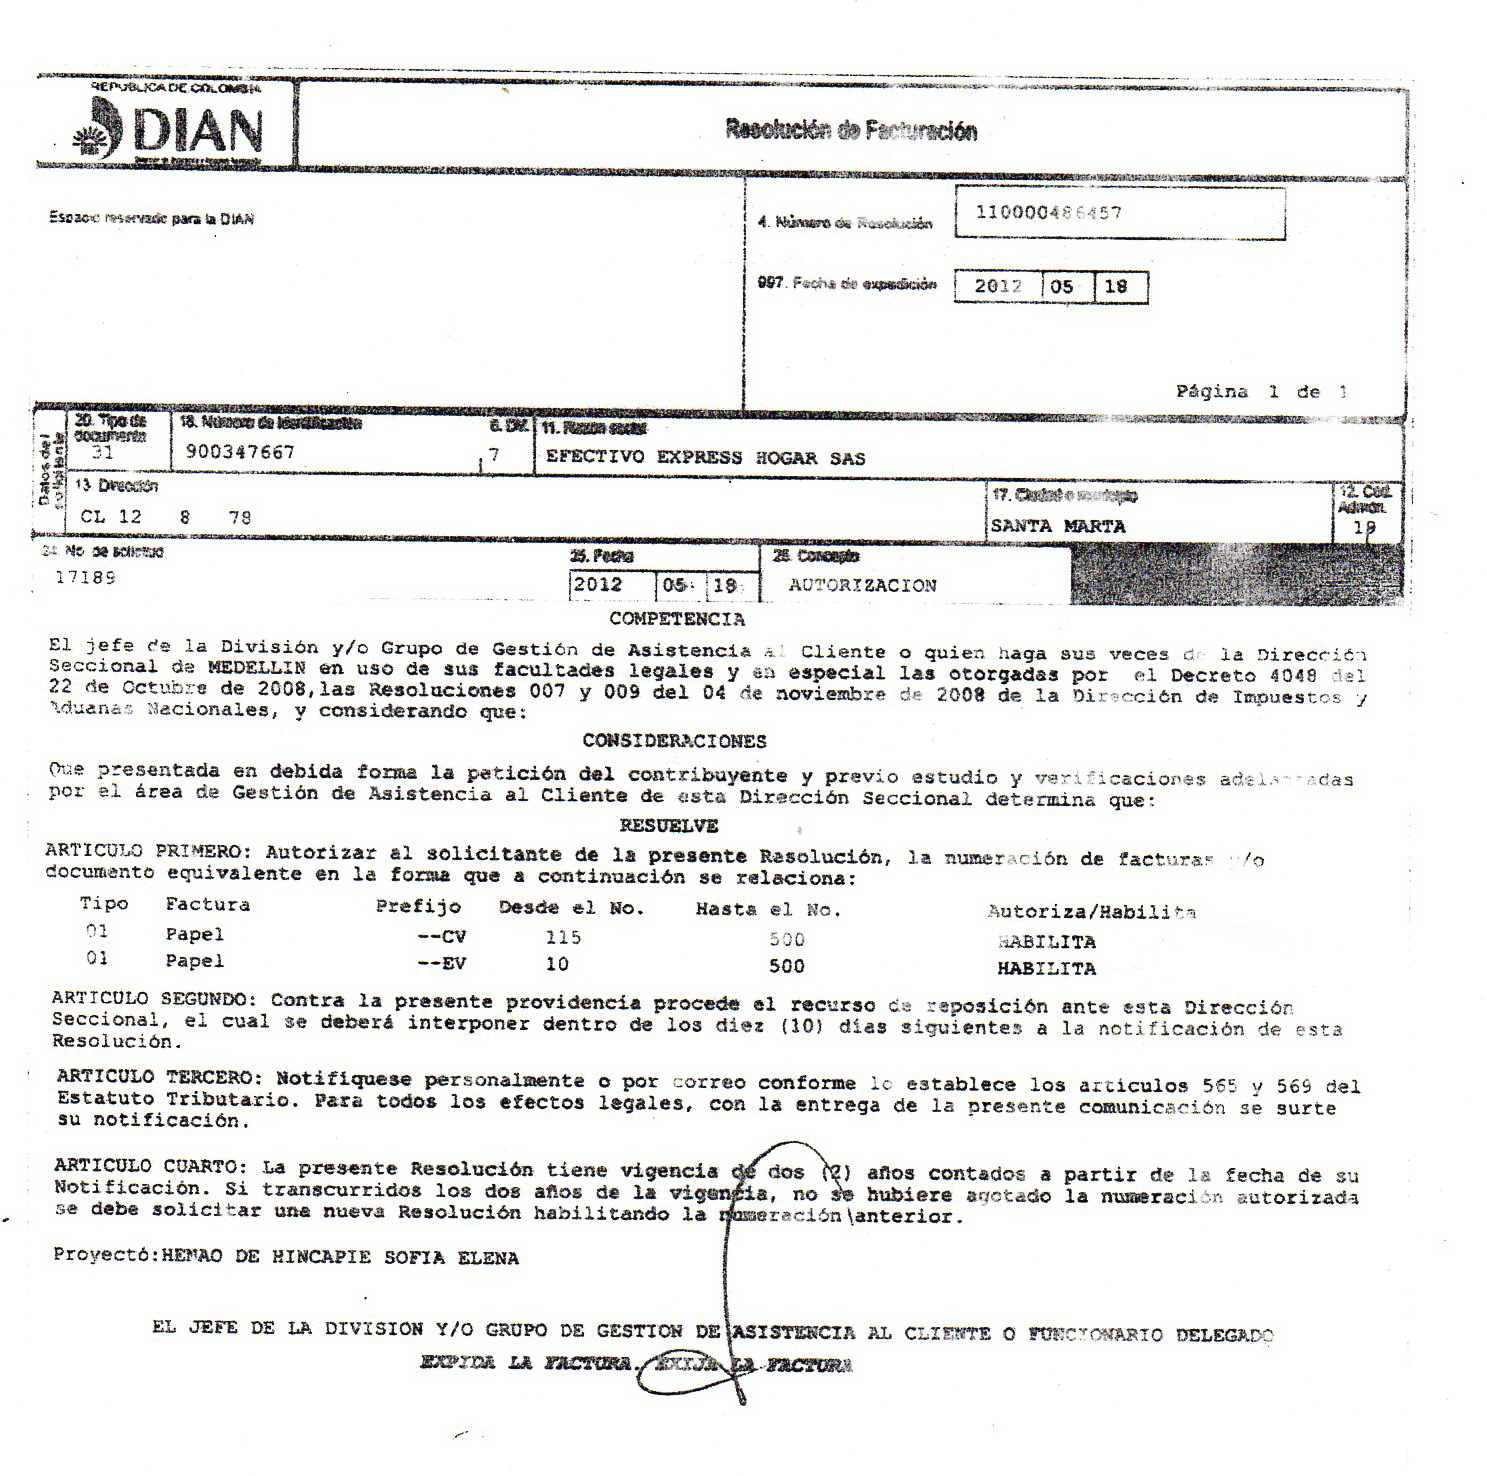 REPUBLICA DE COLOMBIA
DIAN
Resolución de Facturación
Espacio reservado para la DIAN
4. Número de Resolución 110000486457
997. Fecha de expedición 2012 05 18
Página 1 de 1
Datos del solicitante
20. Tipo de documento 18. Número de Identificación 6. DV. 11. Razón social
31 900347667 7 EFECTIVO EXPRESS HOGAR SAS
13. Dirección 17. Ciudad o municipio 12. Cód. Admón.
CL 12 8 78 SANTA MARTA 19
24. No. de solicitud 25. Fecha 26. Concepto
17189 2012 05 18 AUTORIZACION
COMPETENCIA
El jefe de la División y/o Grupo de Gestión de Asistencia al Cliente o quien haga sus veces de la Dirección
Seccional de MEDELLIN en uso de sus facultades legales y en especial las otorgadas por el Decreto 4048 del
22 de Octubre de 2008,las Resoluciones 007 y 009 del 04 de noviembre de 2008 de la Dirección de Impuestos y
Aduanas Nacionales, y considerando que:
CONSIDERACIONES
Que presentada en debida forma la petición del contribuyente y previo estudio y verificaciones adelantadas
por el área de Gestión de Asistencia al Cliente de esta Dirección Seccional determina que:
RESUELVE
ARTICULO PRIMERO: Autorizar al solicitante de la presente Resolución, la numeración de facturas y/o
documento equivalente en la forma que a continuación se relaciona:
Tipo Factura Prefijo Desde el No. Hasta el No. Autoriza/Habilita
01 Papel --CV 115 500 HABILITA
01 Papel --EV 10 500 HABILITA
ARTICULO SEGUNDO: Contra la presente providencia procede el recurso de reposición ante esta Dirección
Seccional, el cual se deberá interponer dentro de los diez (10) días siguientes a la notificación de esta
Resolución.
ARTICULO TERCERO: Notifiquese personalmente o por correo conforme lo establece los artículos 565 y 569 del
Estatuto Tributario. Para todos los efectos legales, con la entrega de la presente comunicación se surte
su notificación.
ARTICULO CUARTO: La presente Resolución tiene vigencia de dos (2) años contados a partir de la fecha de su
Notificación. Si transcurridos los dos años de la vigencia, no se hubiere agotado la numeración autorizada
se debe solicitar una nueva Resolución habilitando la numeración anterior.
Proyectó:HENAO DE HINCAPIE SOFIA ELENA
EL JEFE DE LA DIVISION Y/O GRUPO DE GESTION DE ASISTENCIA AL CLIENTE O FUNCIONARIO DELEGADO
EXPIDA LA FACTURA. EXIJA LA FACTURA